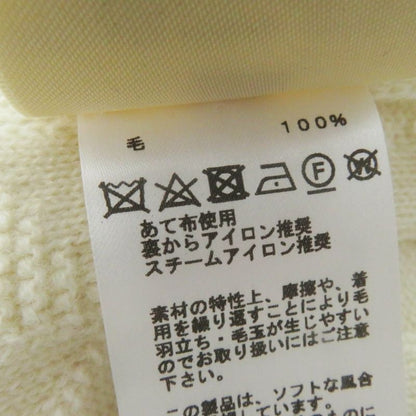 毛 100%
F W
あて布使用
裏からアイロン推奨
スチームアイロン推奨
素材の特性上、摩擦や、着
用を繰り返すことにより毛
羽立ち・毛玉が生じやすい
のでお取り扱いにはご注意
下さい。
この製品は、ソフトな風合